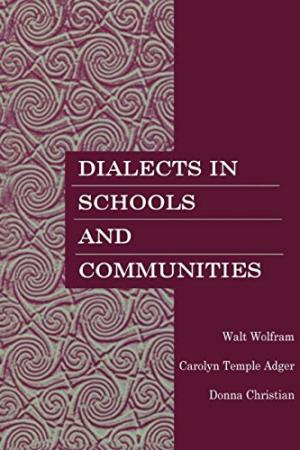 DIALECTS IN
SCHOOLS
AND
COMMUNITIES
Walt Wolfram
Carolyn Temple Adger
Donna Christian